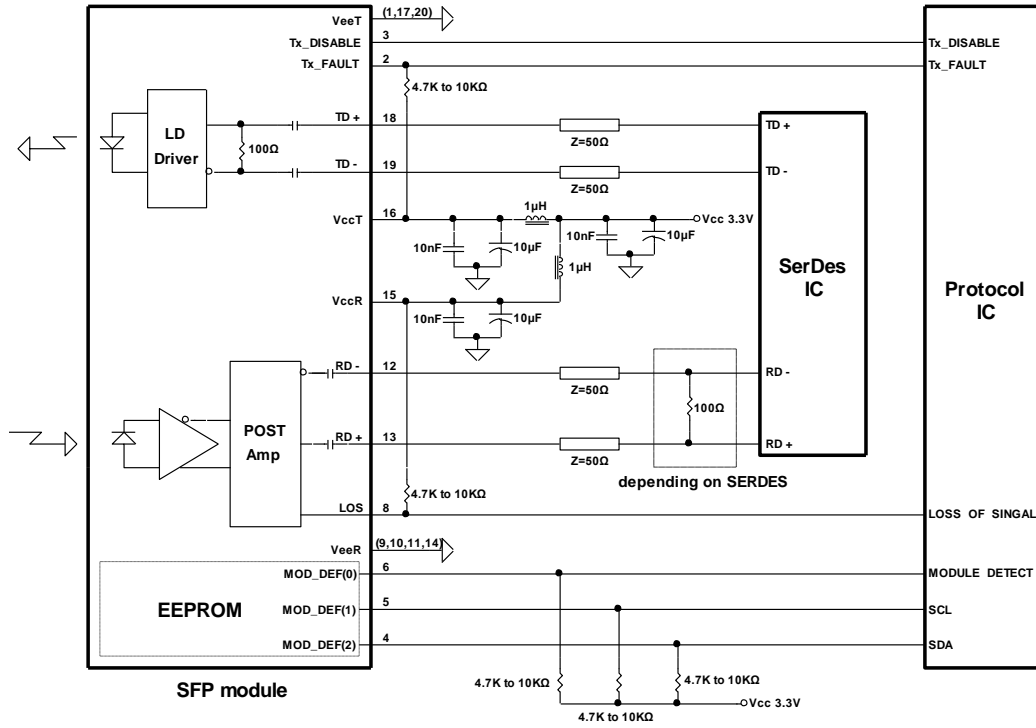 VeeT (1,17,20)
Tx_DISABLE 3 Tx_DISABLE
Tx_FAULT 2 Tx_FAULT
4.7K to 10KΩ
LD
Driver
100Ω
TD + 18 Z=50Ω TD +
TD - 19 Z=50Ω TD -
1µH
VccT 16 Vcc 3.3V
10nF 10µF 10nF 10µF
1µH
SerDes
IC
Protocol
IC
VccR 15
10nF 10µF
RD - 12 Z=50Ω RD -
100Ω
POST
Amp
RD + 13 Z=50Ω RD +
depending on SERDES
4.7K to 10KΩ
LOS 8 LOSS OF SINGAL
VeeR (9,10,11,14)
MOD_DEF(0) 6 MODULE DETECT
EEPROM
MOD_DEF(1) 5 SCL
MOD_DEF(2) 4 SDA
4.7K to 10KΩ 4.7K to 10KΩ
4.7K to 10KΩ
Vcc 3.3V
SFP module